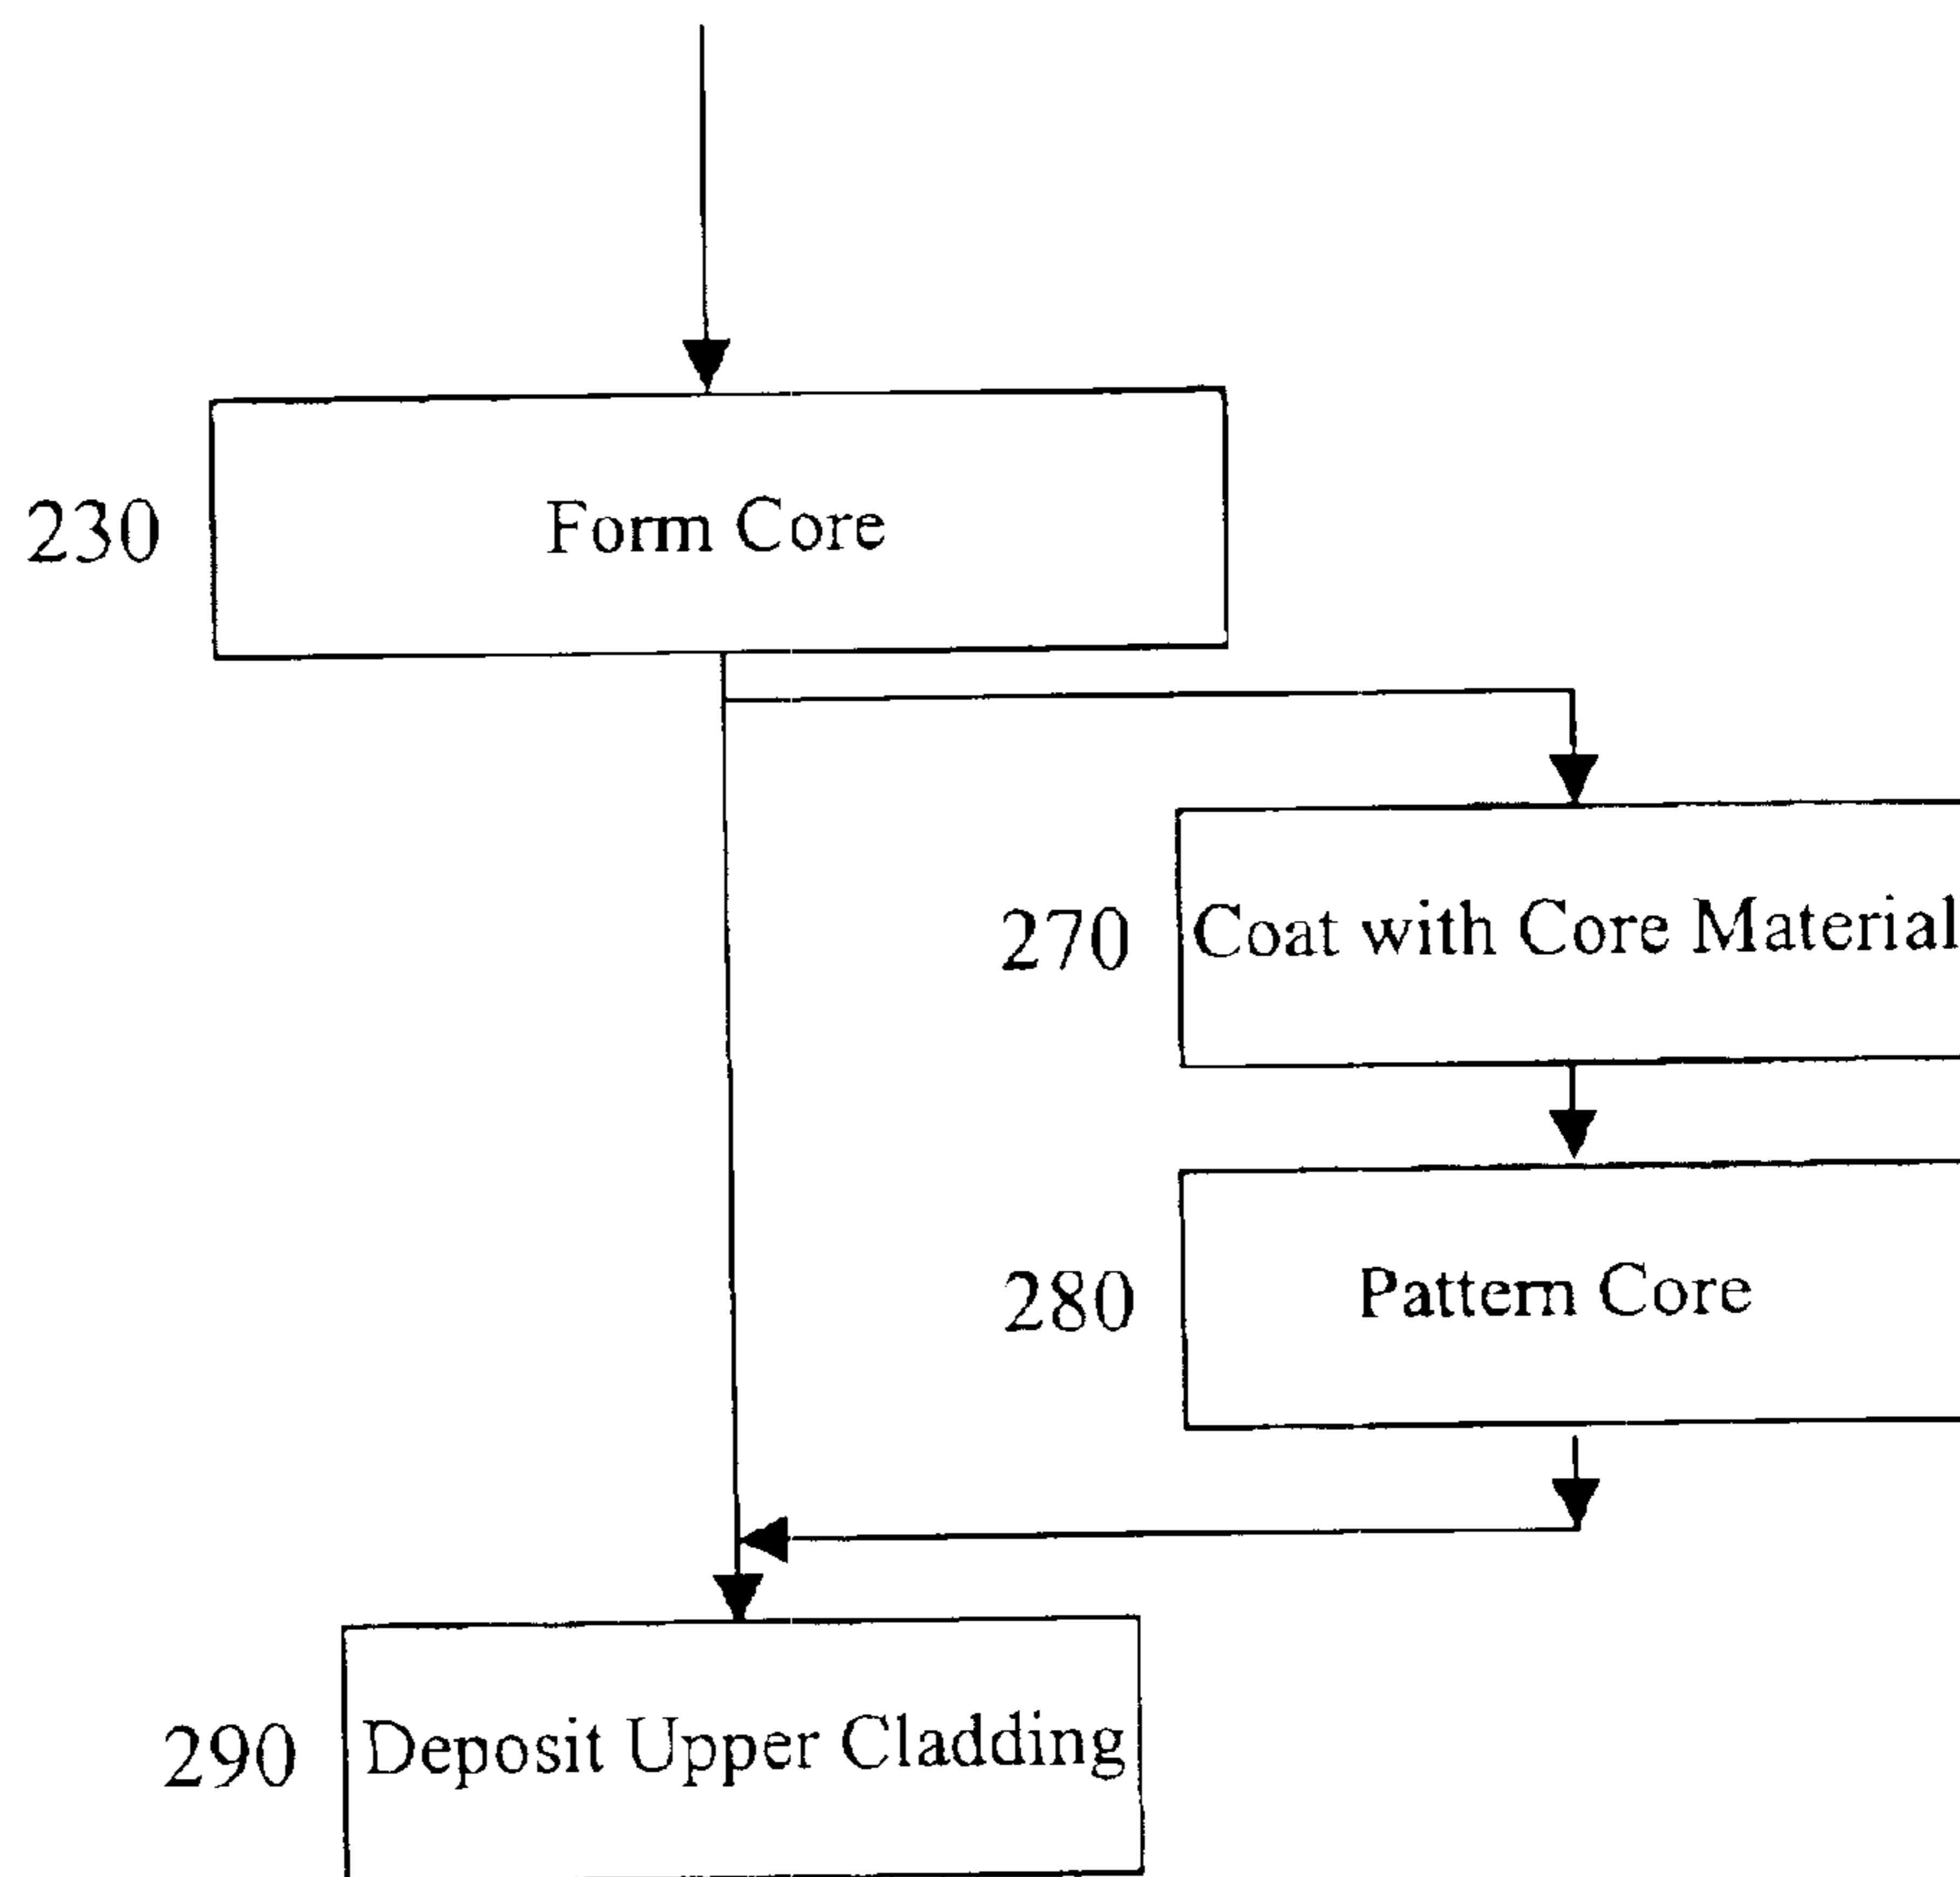 230
Form Core
270
Coat with Core Material
280
Pattern Core
290
Deposit Upper Cladding